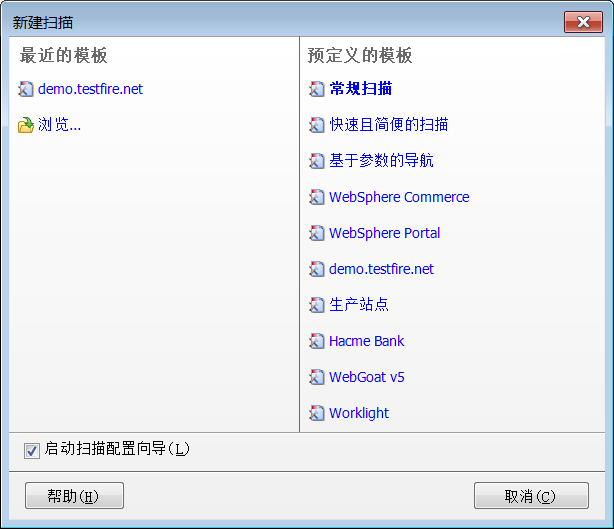 新建扫描
最近的模板
demo.testfire.net
浏览...
预定义的模板
常规扫描
快速且简便的扫描
基于参数的导航
WebSphere Commerce
WebSphere Portal
demo.testfire.net
生产站点
Hacme Bank
WebGoat v5
Worklight
启动扫描配置向导(L)
帮助(H)
取消(C)